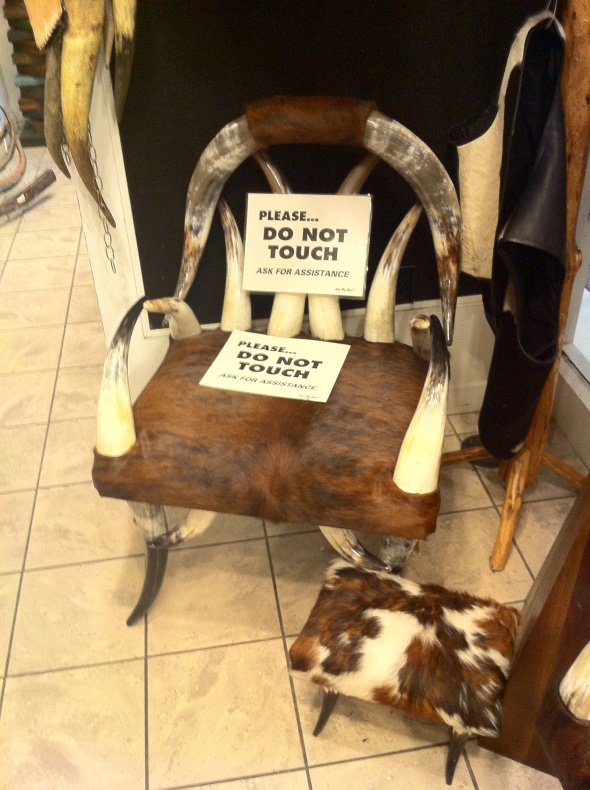 PLEASE...
DO NOT
TOUCH
ASK FOR ASSISTANCE
PLEASE...
DO NOT
TOUCH
ASK FOR ASSISTANCE